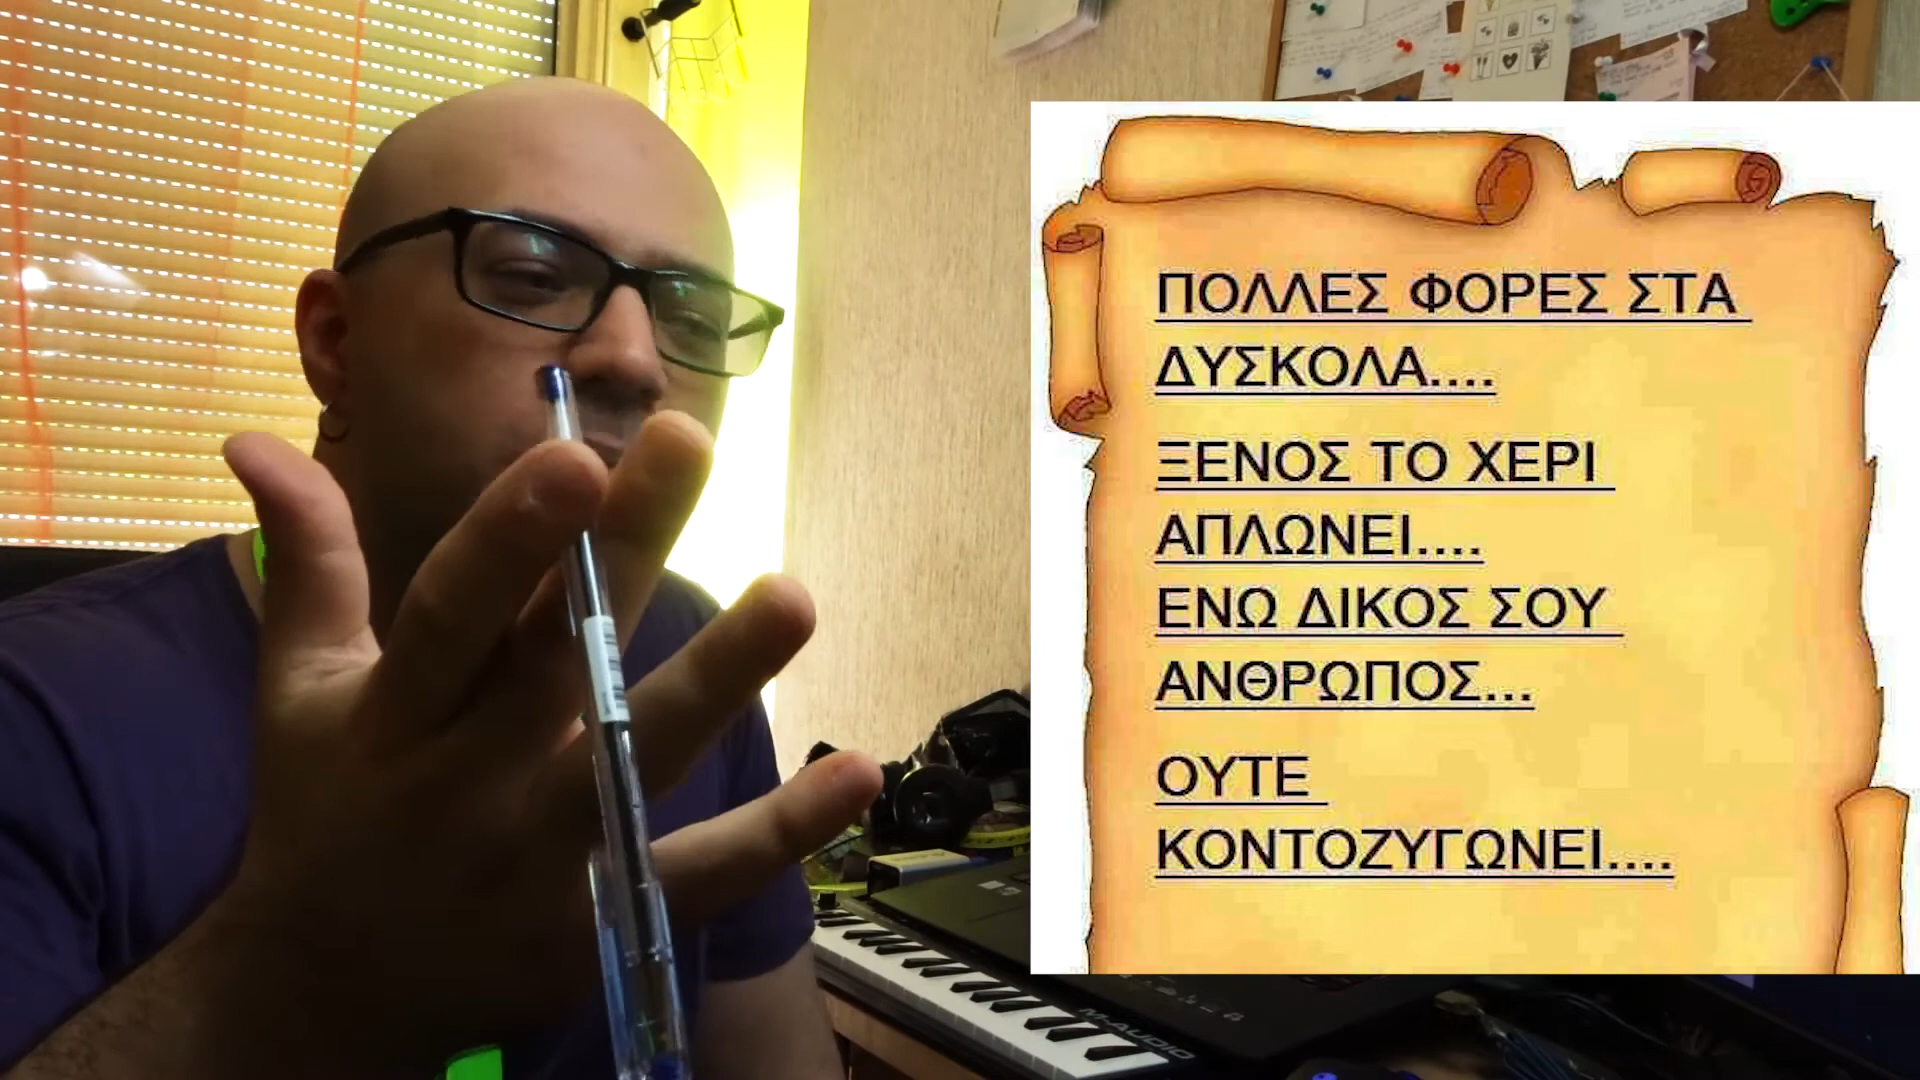 ΠΟΛΛΕΣ ΦΟΡΕΣ ΣΤΑ
ΔΥΣΚΟΛΑ....
ΞΕΝΟΣ ΤΟ ΧΕΡΙ
ΑΠΛΩΝΕΙ....
ΕΝΩ ΔΙΚΟΣ ΣΟΥ
ΑΝΘΡΩΠΟΣ...
ΟΥΤΕ
ΚΟΝΤΟΖΥΓΩΝΕΙ....
M-AUDIO